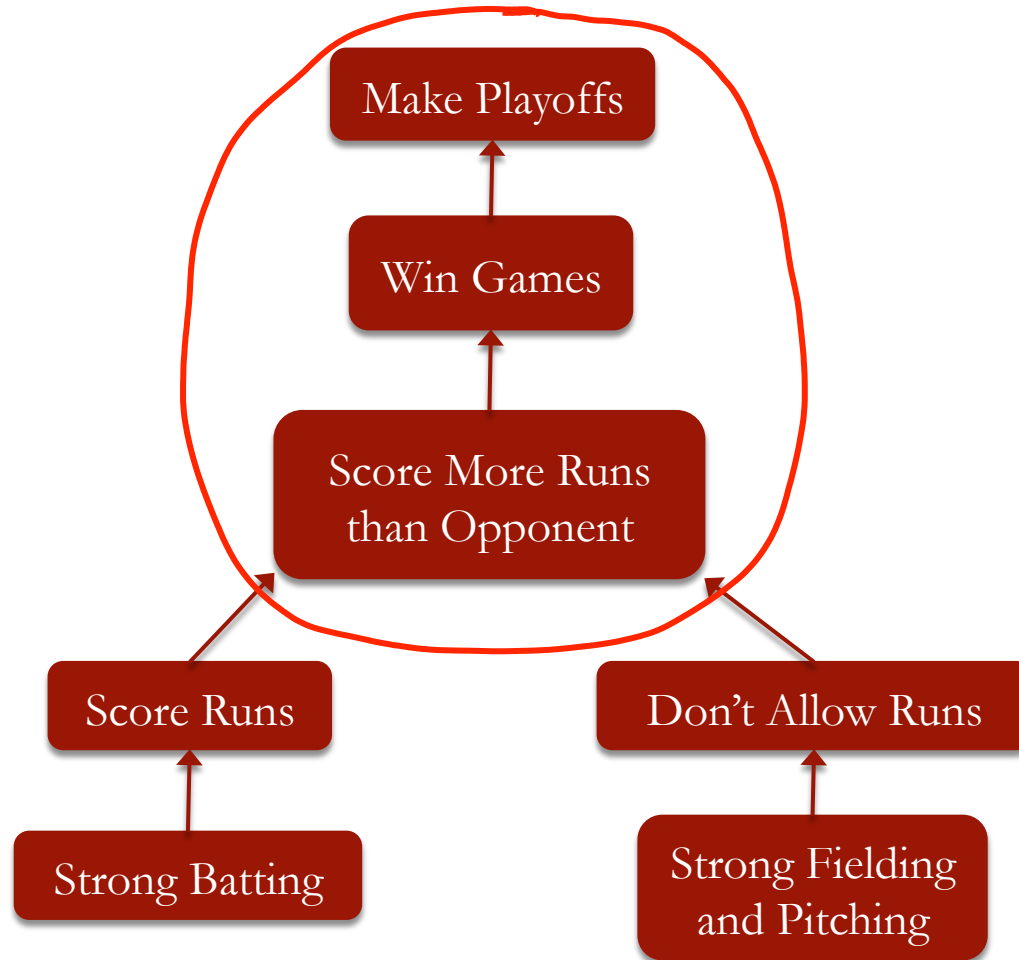 Make Playoffs
Win Games
Score More Runs
than Opponent
Score Runs
Don’t Allow Runs
Strong Batting
Strong Fielding
and Pitching